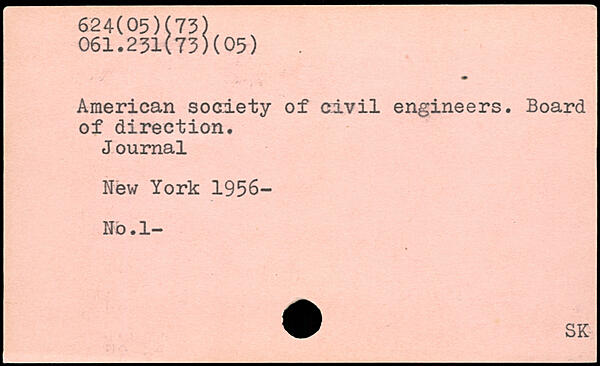 624(05)(73)
061.231(73)(05)
American society of civil engineers. Board
of direction.
Journal
New York 1956-
No.1-
SK